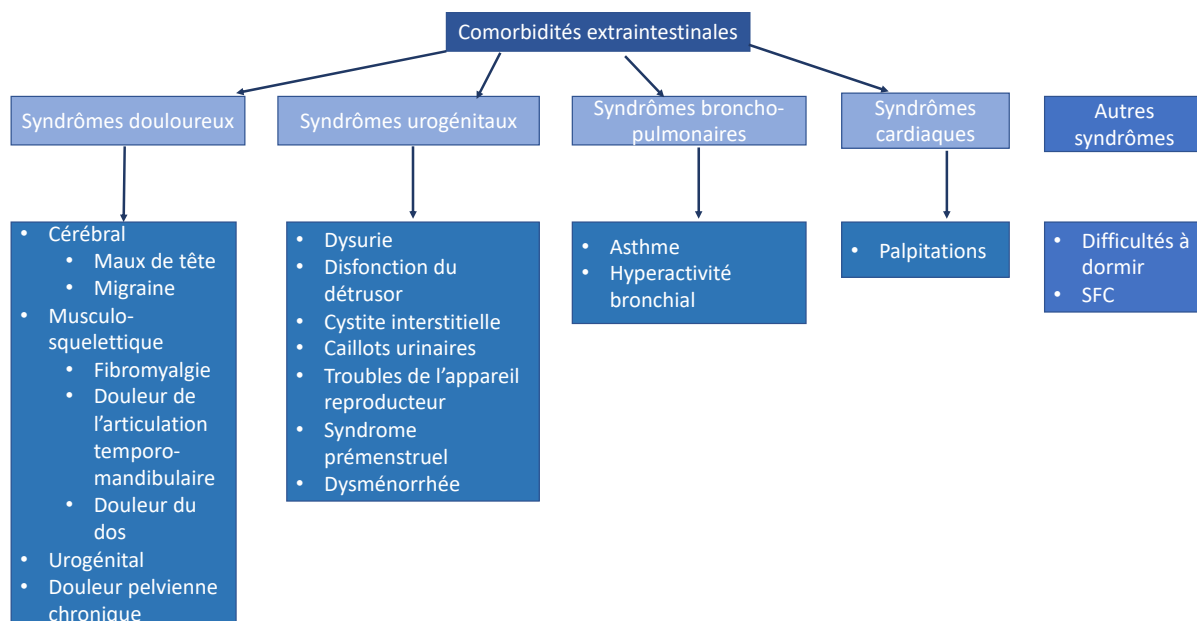 Comorbidités extraintestinales
Syndrômes douloureux
Syndrômes urogénitaux
Syndrômes broncho-
pulmonaires
Syndrômes
cardiaques
Autres
syndrômes
• Cérébral
• Maux de tête
• Migraine
• Musculo-
squelettique
• Fibromyalgie
• Douleur de
l’articulation
temporo-
mandibulaire
• Douleur du
dos
• Urogénital
• Douleur pelvienne
chronique
• Dysurie
• Disfonction du
détrusor
• Cystite interstitielle
• Caillots urinaires
• Troubles de l’appareil
reproducteur
• Syndrome
prémenstruel
• Dysménorrhée
• Asthme
• Hyperactivité
bronchial
• Palpitations
• Difficultés à
dormir
• SFC